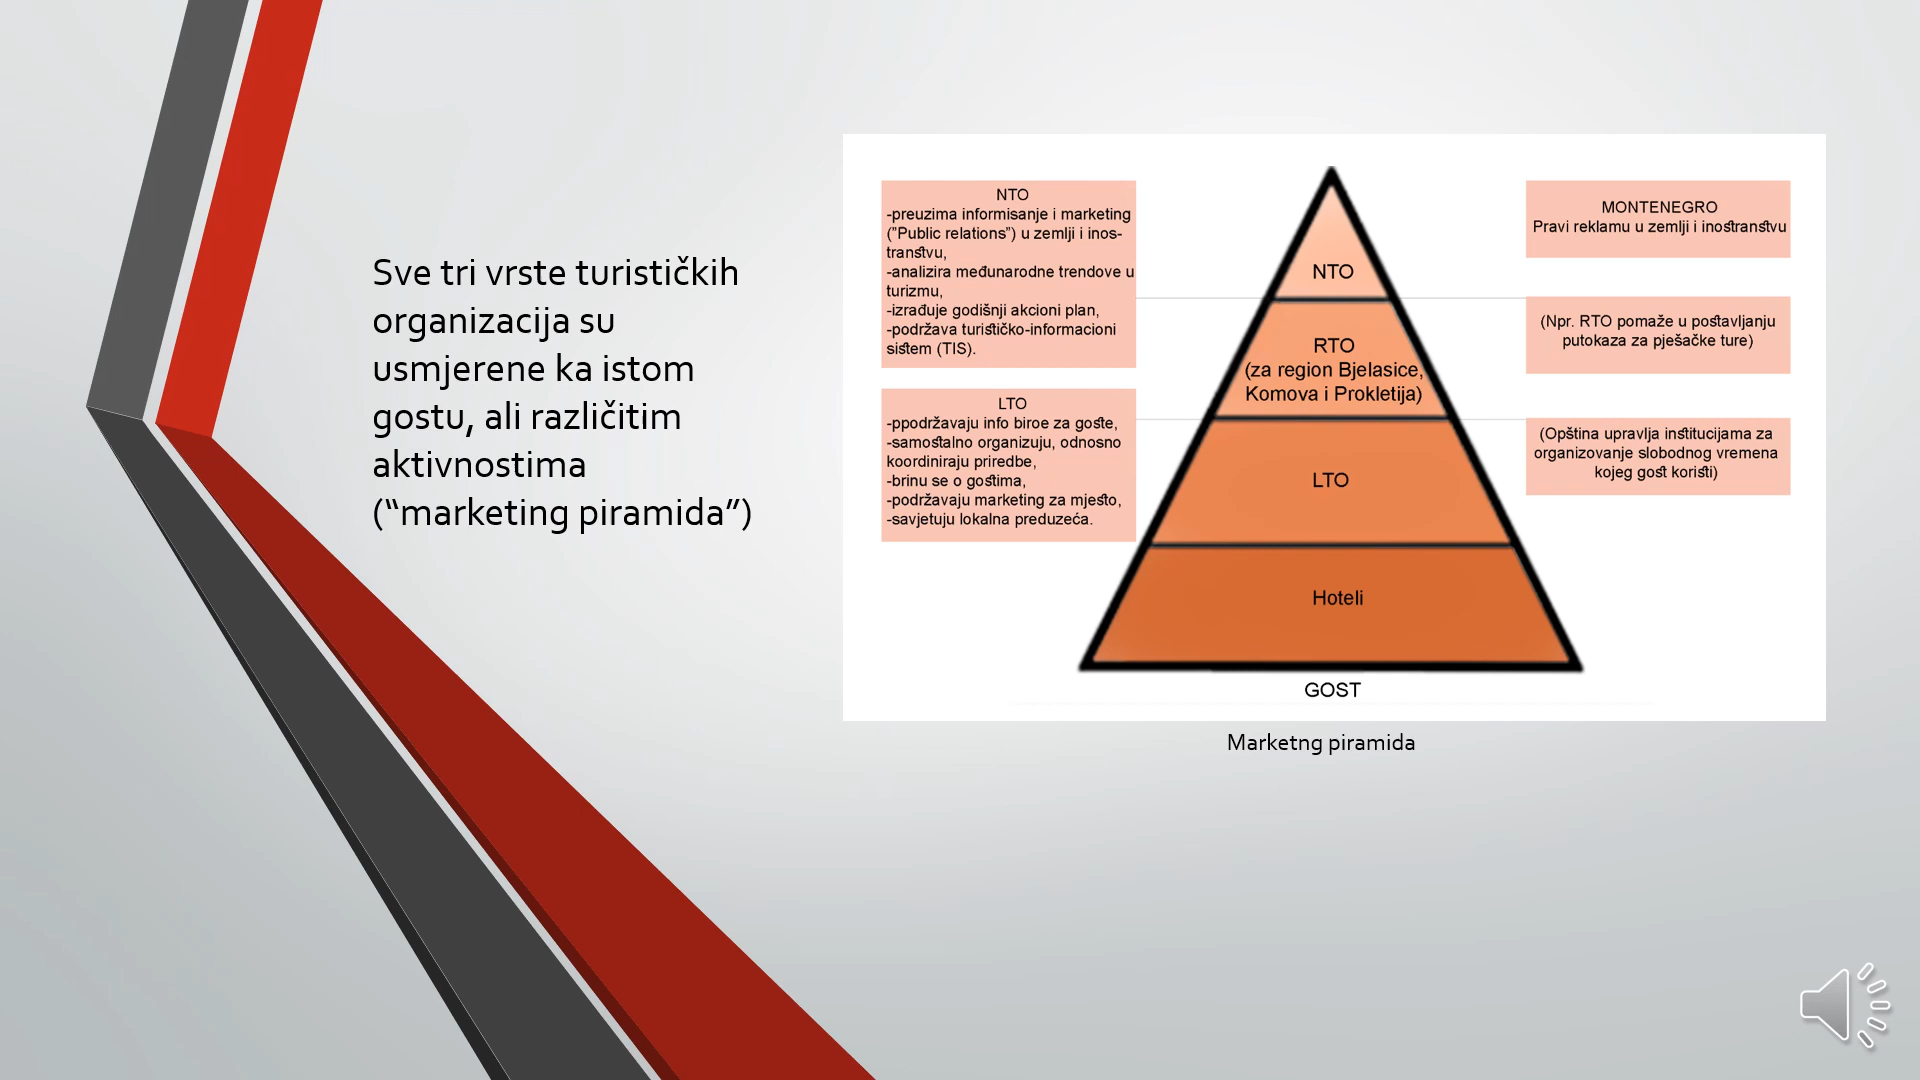 Sve tri vrste turističkih
organizacija su
usmjerene ka istom
gostu, ali različitim
aktivnostima
(“marketing piramida”)
NTO
-preuzima informisanje i marketing
(”Public relations”) u zemlji i inos-
transtvu,
-analizira međunarodne trendove u
turizmu,
-izrađuje godišnji akcioni plan,
-podržava turističko-informacioni
sistem (TIS).
LTO
-ppodržavaju info biroe za goste,
-samostalno organizuju, odnosno
koordiniraju priredbe,
-brinu se o gostima,
-podržavaju marketing za mjesto,
-savjetuju lokalna preduzeća.
NTO
RTO
(za region Bjelasice,
Komova i Prokletija)
LTO
Hoteli
GOST
MONTENEGRO
Pravi reklamu u zemlji i inostranstvu
(Npr. RTO pomaže u postavljanju
putokaza za pješačke ture)
(Opština upravlja institucijama za
organizovanje slobodnog vremena
kojeg gost koristi)
Marketng piramida